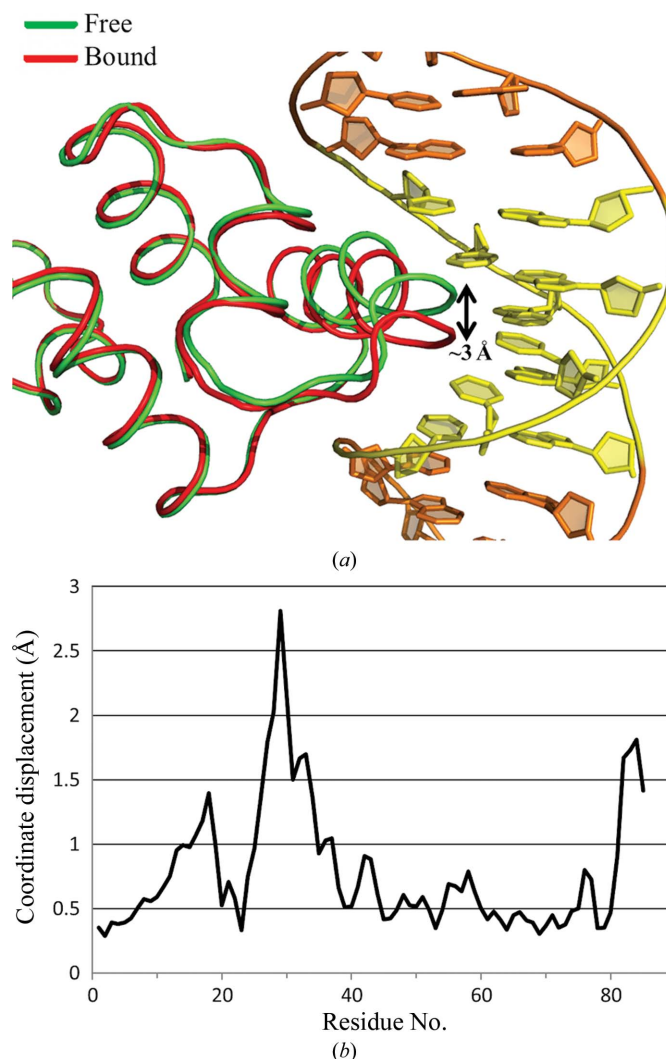 Free
Bound
~3 Å
(a)
3
2.5
2
1.5
1
0.5
0
Coordinate displacement (Å)
0 20 40 60 80
Residue No.
(b)